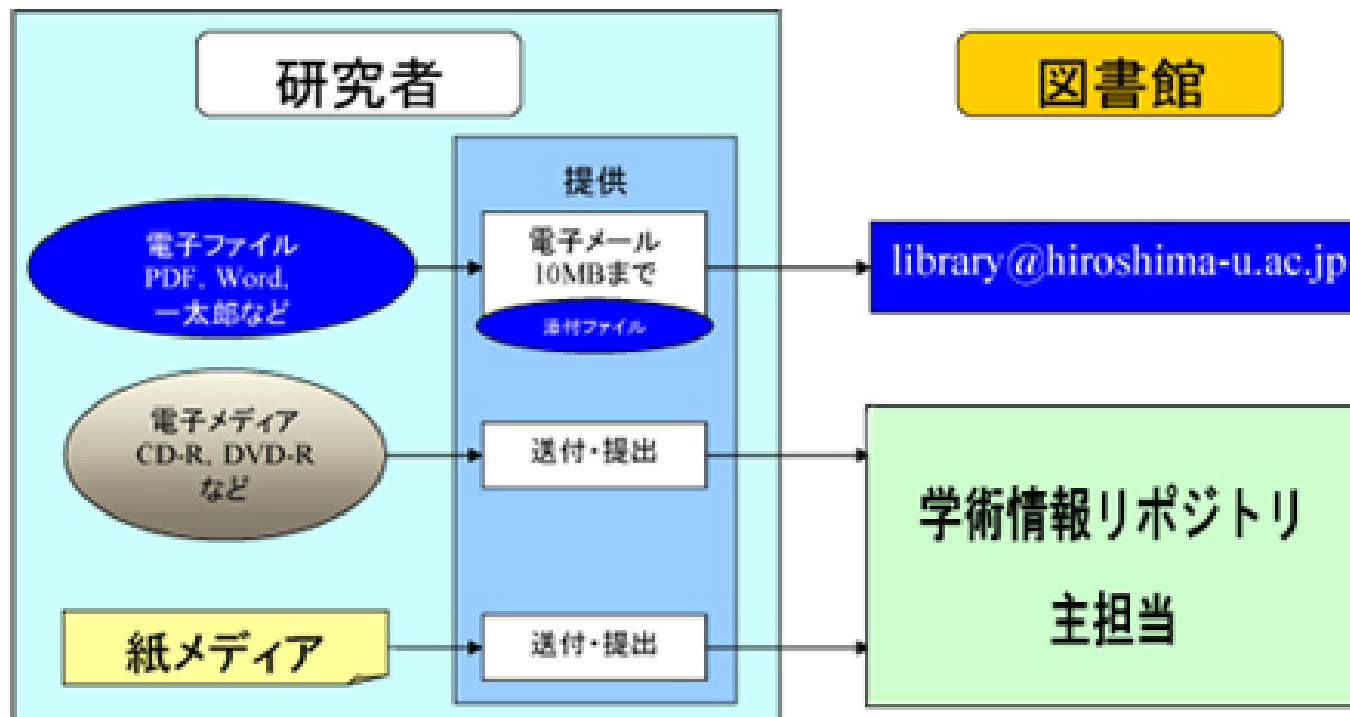 研究者
図書館
提供
電子ファイル
PDF, Word,
一太郎など
電子メール
10MBまで
添付ファイル
library@hiroshima-u.ac.jp
電子メディア
CD-R, DVD-R
など
送付・提出
学術情報リポジトリ
主担当
紙メディア
送付・提出